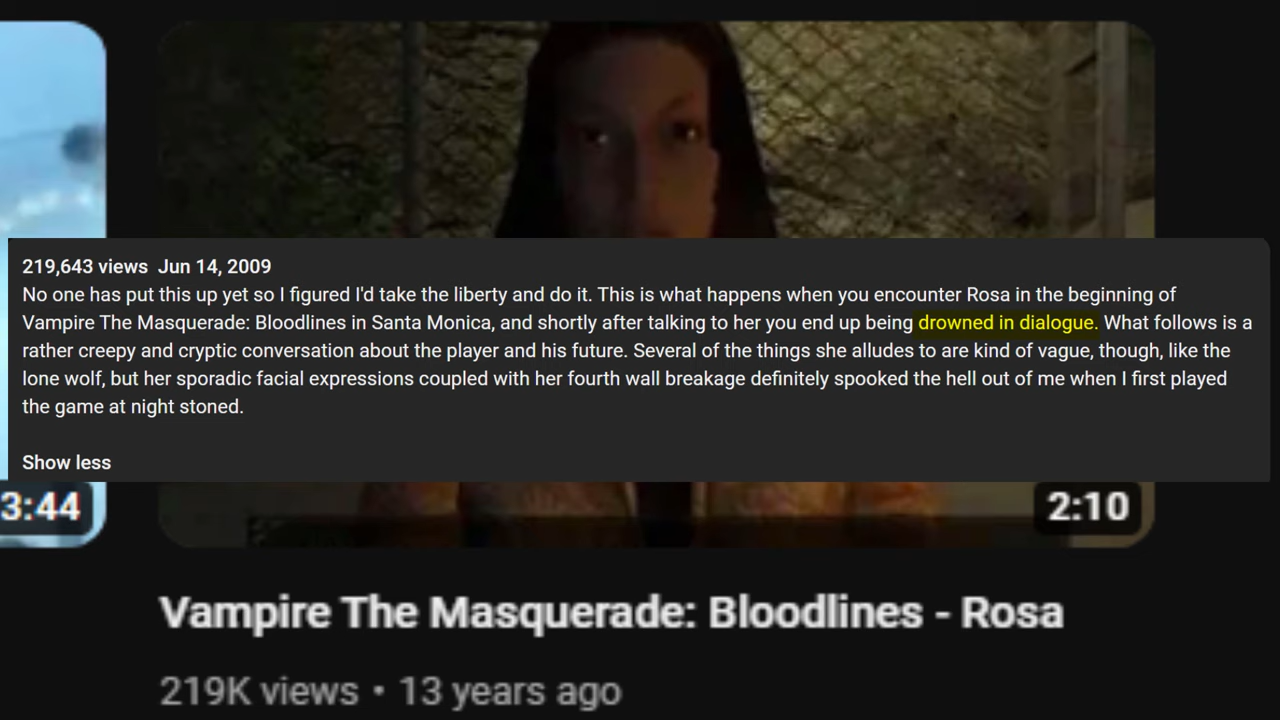 219,643 views  Jun 14, 2009
No one has put this up yet so I figured I'd take the liberty and do it. This is what happens when you encounter Rosa in the beginning of
Vampire The Masquerade: Bloodlines in Santa Monica, and shortly after talking to her you end up being drowned in dialogue. What follows is a
rather creepy and cryptic conversation about the player and his future. Several of the things she alludes to are kind of vague, though, like the
lone wolf, but her sporadic facial expressions coupled with her fourth wall breakage definitely spooked the hell out of me when I first played
the game at night stoned.
Show less
3:44
2:10
Vampire The Masquerade: Bloodlines - Rosa
219K views • 13 years ago